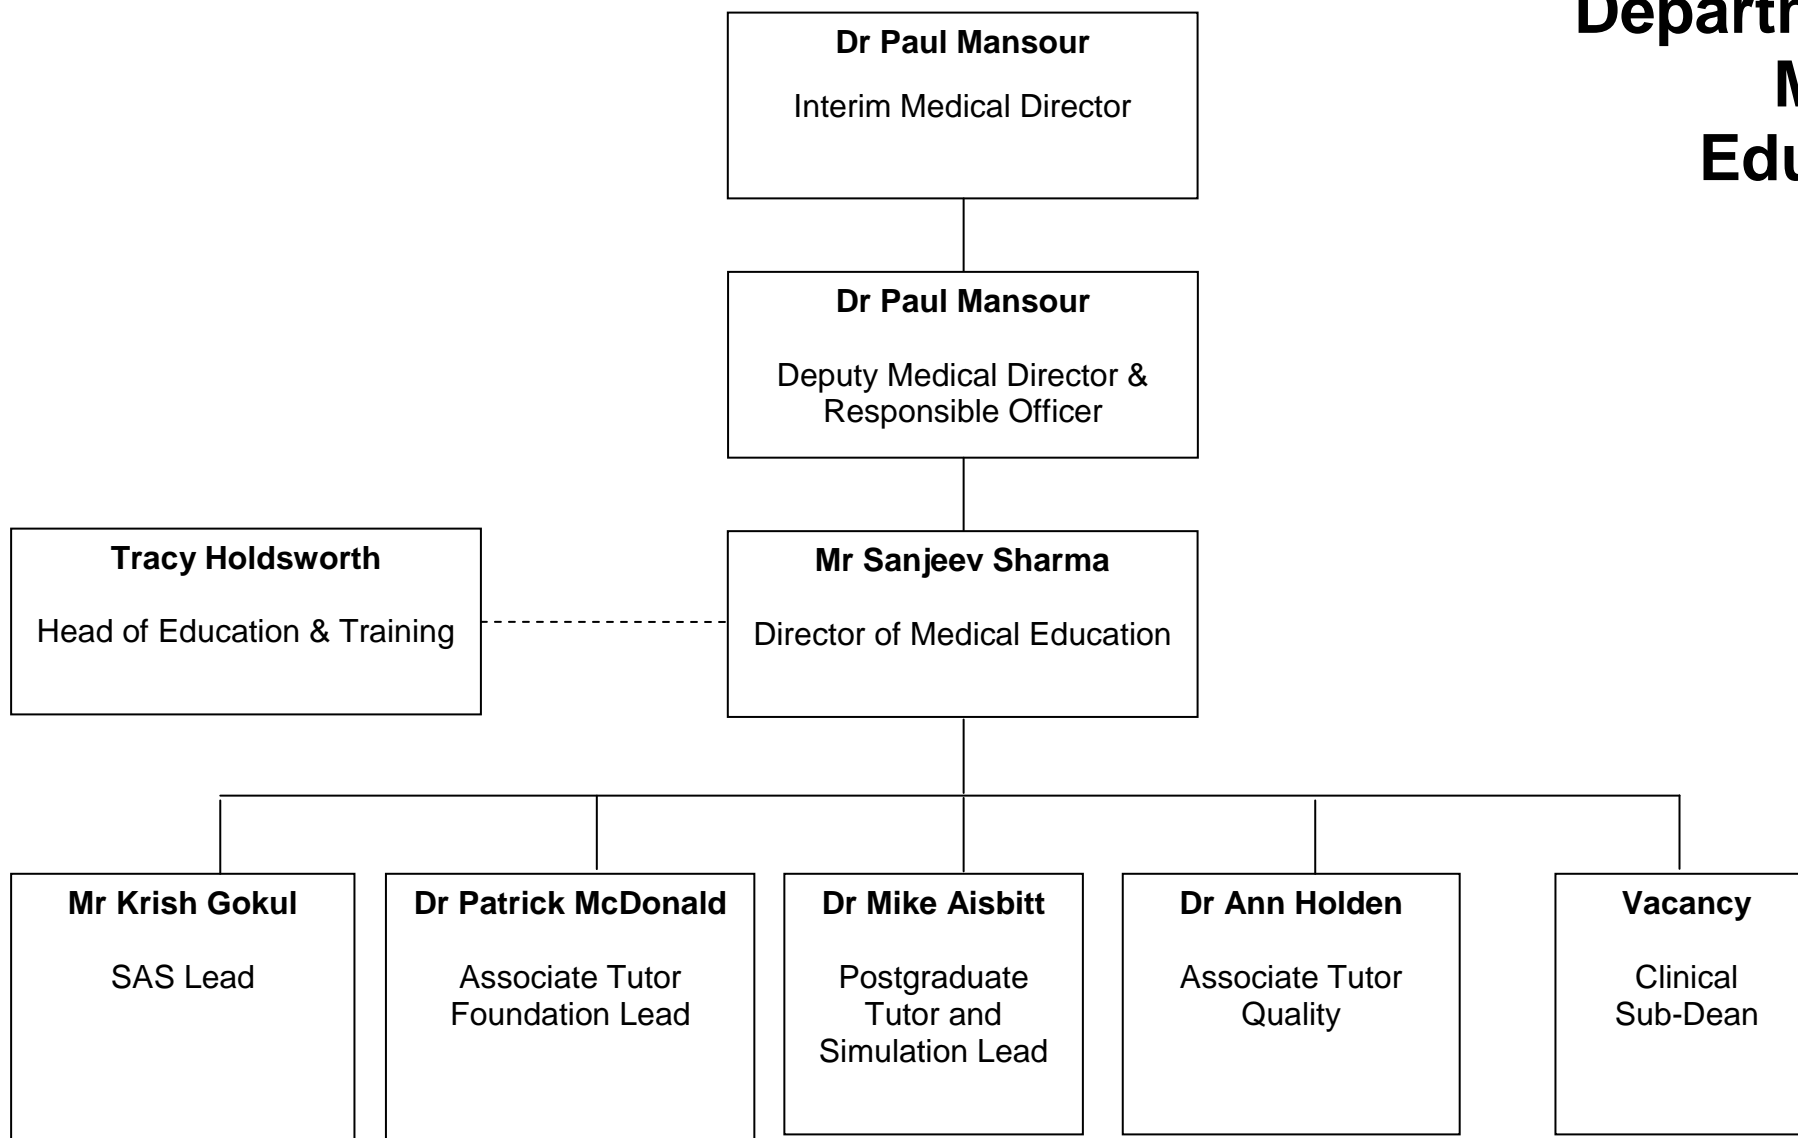 Dr Paul Mansour
Interim Medical Director
Dr Paul Mansour
Deputy Medical Director &
Responsible Officer
Tracy Holdsworth
Head of Education & Training
Mr Sanjeev Sharma
Director of Medical Education
Mr Krish Gokul
SAS Lead
Dr Patrick McDonald
Associate Tutor
Foundation Lead
Dr Mike Aisbitt
Postgraduate
Tutor and
Simulation Lead
Dr Ann Holden
Associate Tutor
Quality
Vacancy
Clinical
Sub-Dean